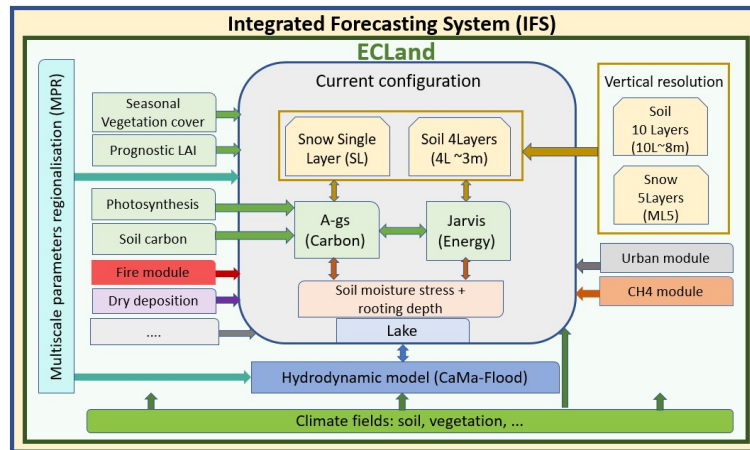 Integrated Forecasting System (IFS)
ECLand
Multiscale parameters regionalisation (MPR)
Current configuration
Seasonal
Vegetation cover
Prognostic LAI
Photosynthesis
Soil carbon
Fire module
Dry deposition
....
Snow Single
Layer (SL)
Soil 4Layers
(4L ~3m)
A-gs
(Carbon)
Jarvis
(Energy)
Soil moisture stress +
rooting depth
Lake
Hydrodynamic model (CaMa-Flood)
Vertical resolution
Soil
10 Layers
(10L~8m)
Snow
5Layers
(ML5)
Urban module
CH4 module
Climate fields: soil, vegetation, ...